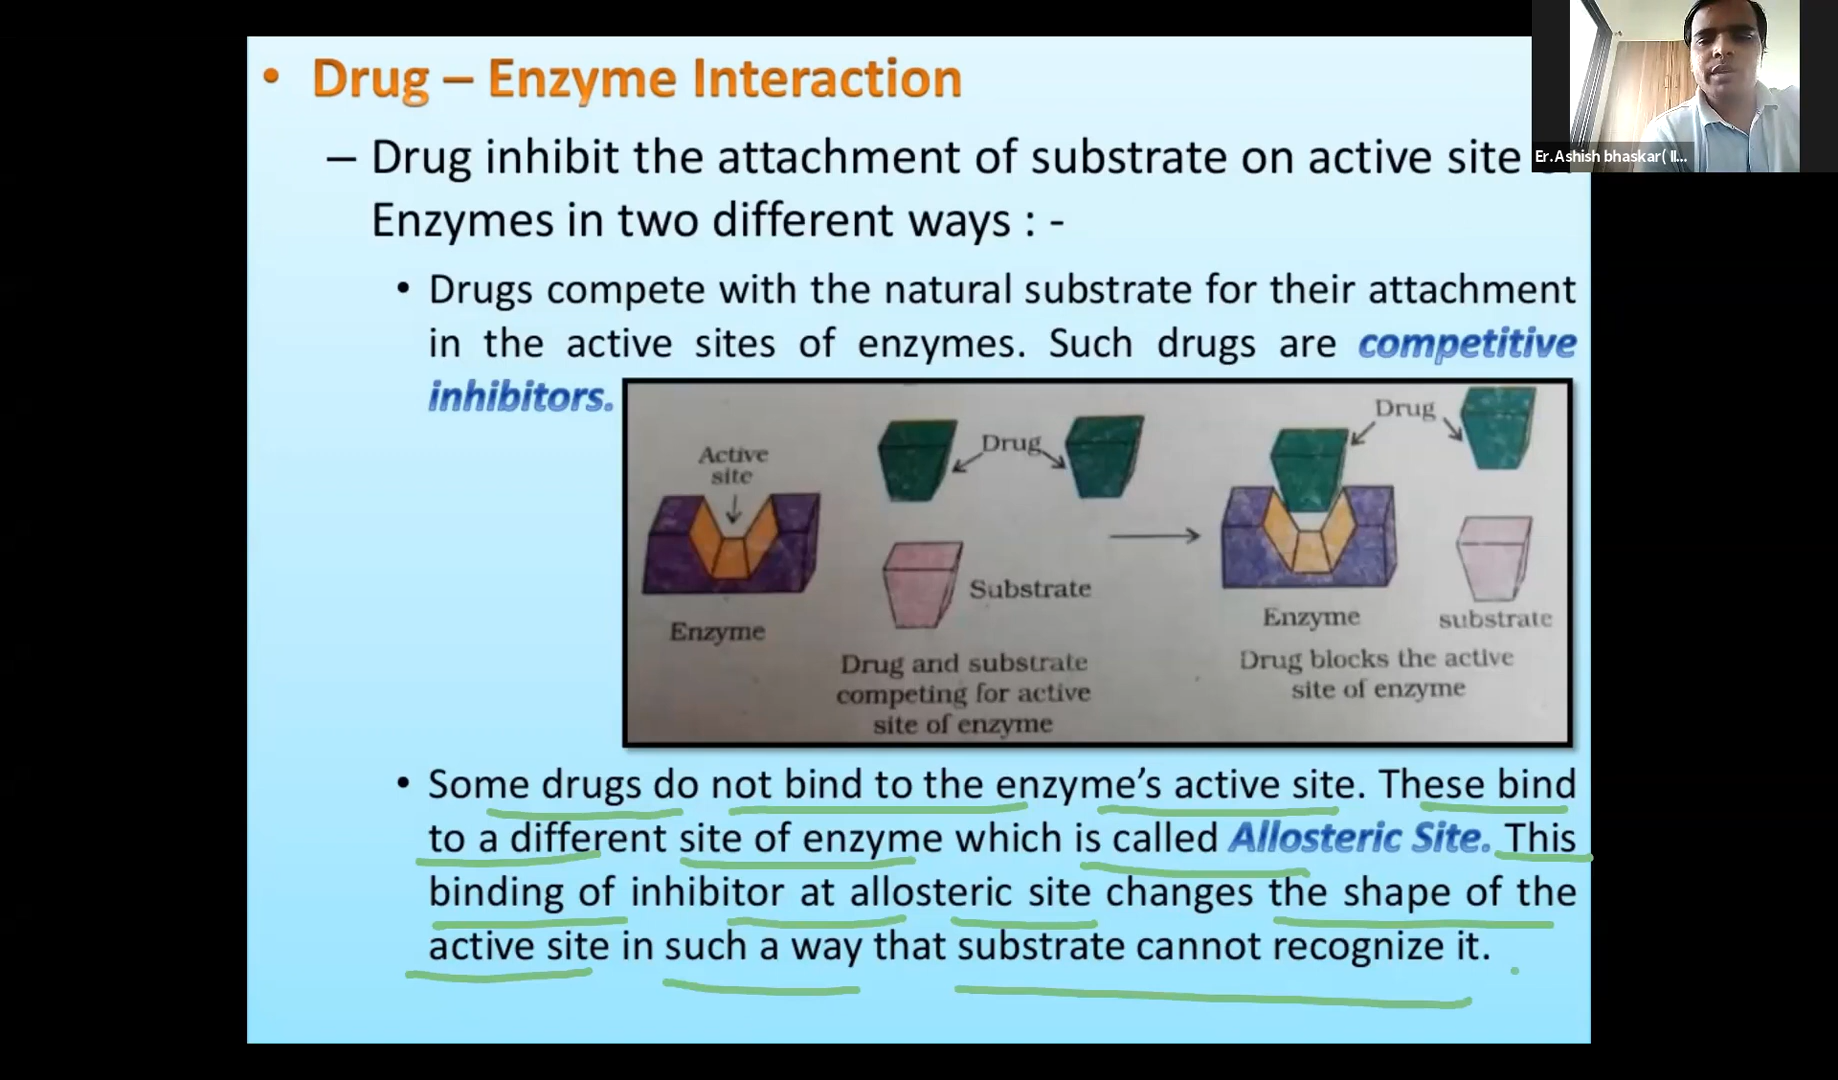 • Drug – Enzyme Interaction
Er.Ashish bhaskar( II...
– Drug inhibit the attachment of substrate on active site
Enzymes in two different ways : -
• Drugs compete with the natural substrate for their attachment
in the active sites of enzymes. Such drugs are competitive
inhibitors.
Active
site
Enzyme
Drug
Substrate
Drug and substrate
competing for active
site of enzyme
Drug
Enzyme
substrate
Drug blocks the active
site of enzyme
• Some drugs do not bind to the enzyme's active site. These bind
to a different site of enzyme which is called Allosteric Site. This
binding of inhibitor at allosteric site changes the shape of the
active site in such a way that substrate cannot recognize it.